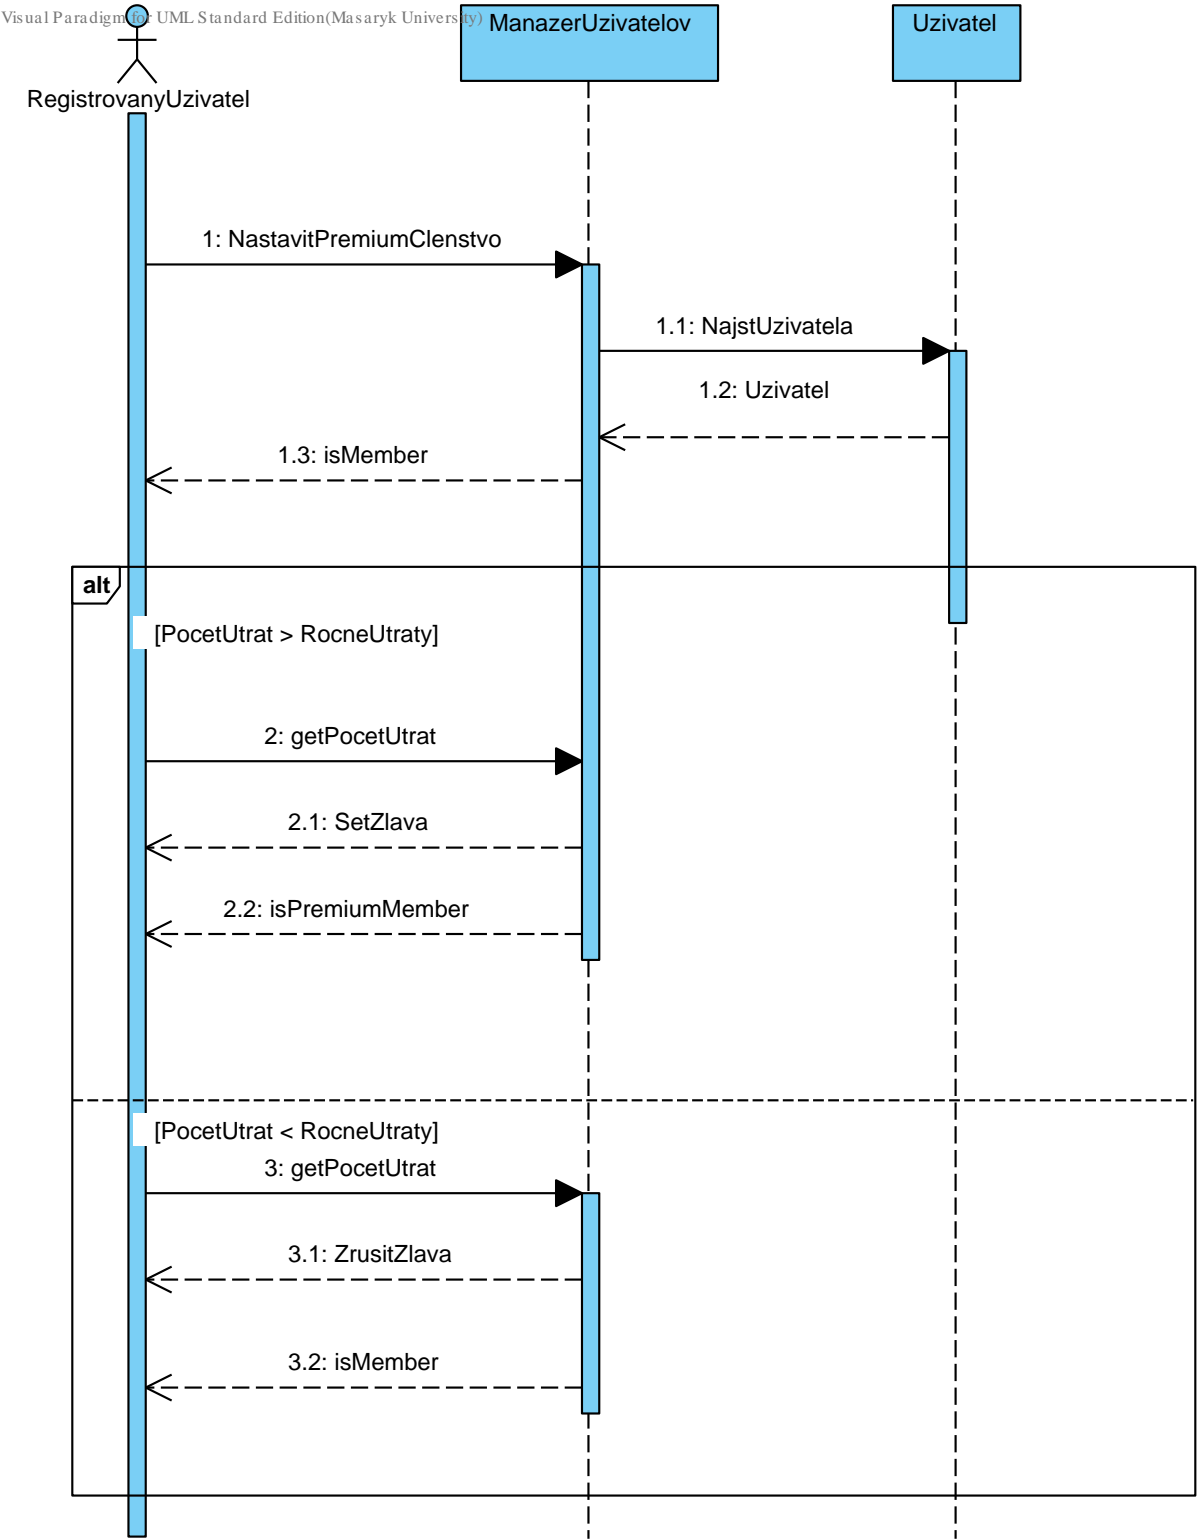 Visual Paradigm for UML Standard Edition(Masaryk University)
RegistrovanyUzivatel
ManazerUzivatelov
Uzivatel
1: NastavitPremiumClenstvo
1.1: NajstUzivatela
1.2: Uzivatel
1.3: isMember
alt
[PocetUtrat > RocneUtraty]
2: getPocetUtrat
2.1: SetZlava
2.2: isPremiumMember
[PocetUtrat < RocneUtraty]
3: getPocetUtrat
3.1: ZrusitZlava
3.2: isMember